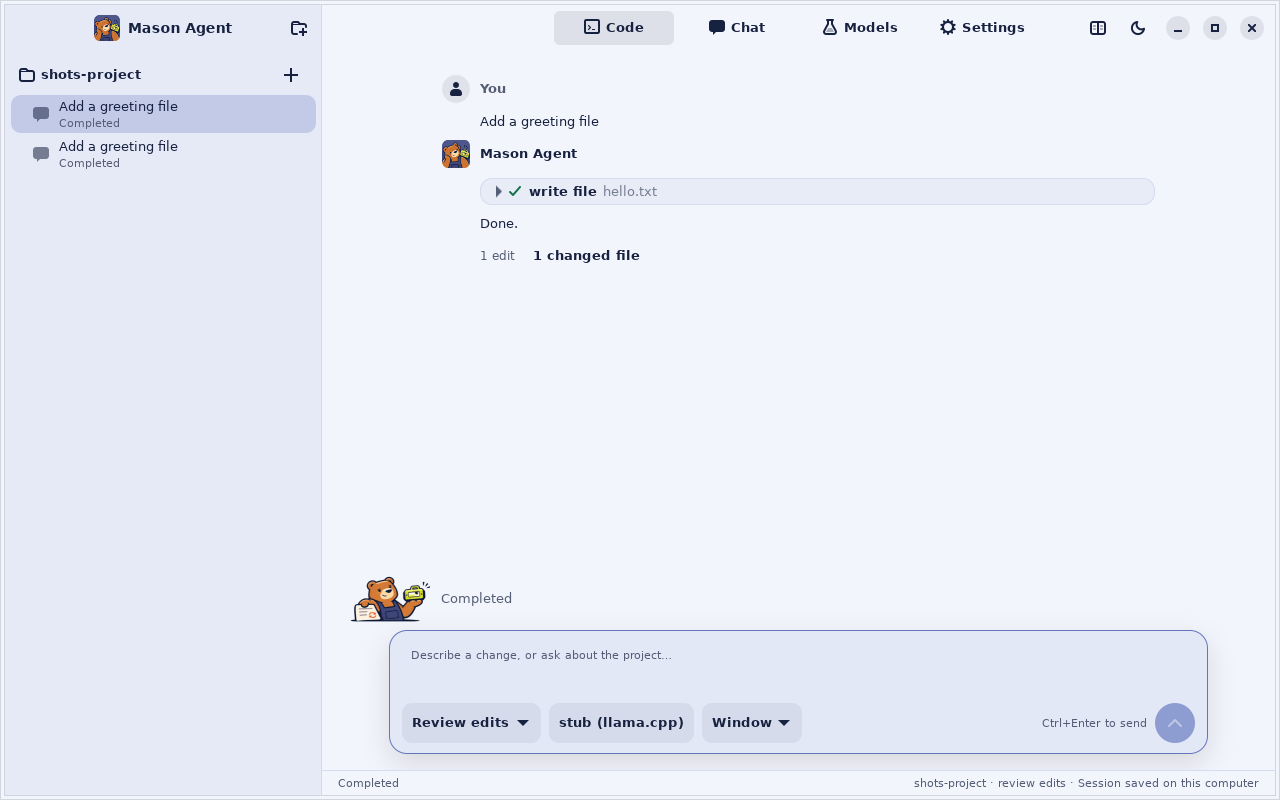 Mason Agent
Code
Chat
Models
Settings
shots-project
Add a greeting file
Completed
Add a greeting file
Completed
You
Add a greeting file
Mason Agent
write file hello.txt
Done.
1 edit 1 changed file
Completed
Describe a change, or ask about the project...
Review edits
stub (llama.cpp)
Window
Ctrl+Enter to send
Completed
shots-project · review edits · Session saved on this computer